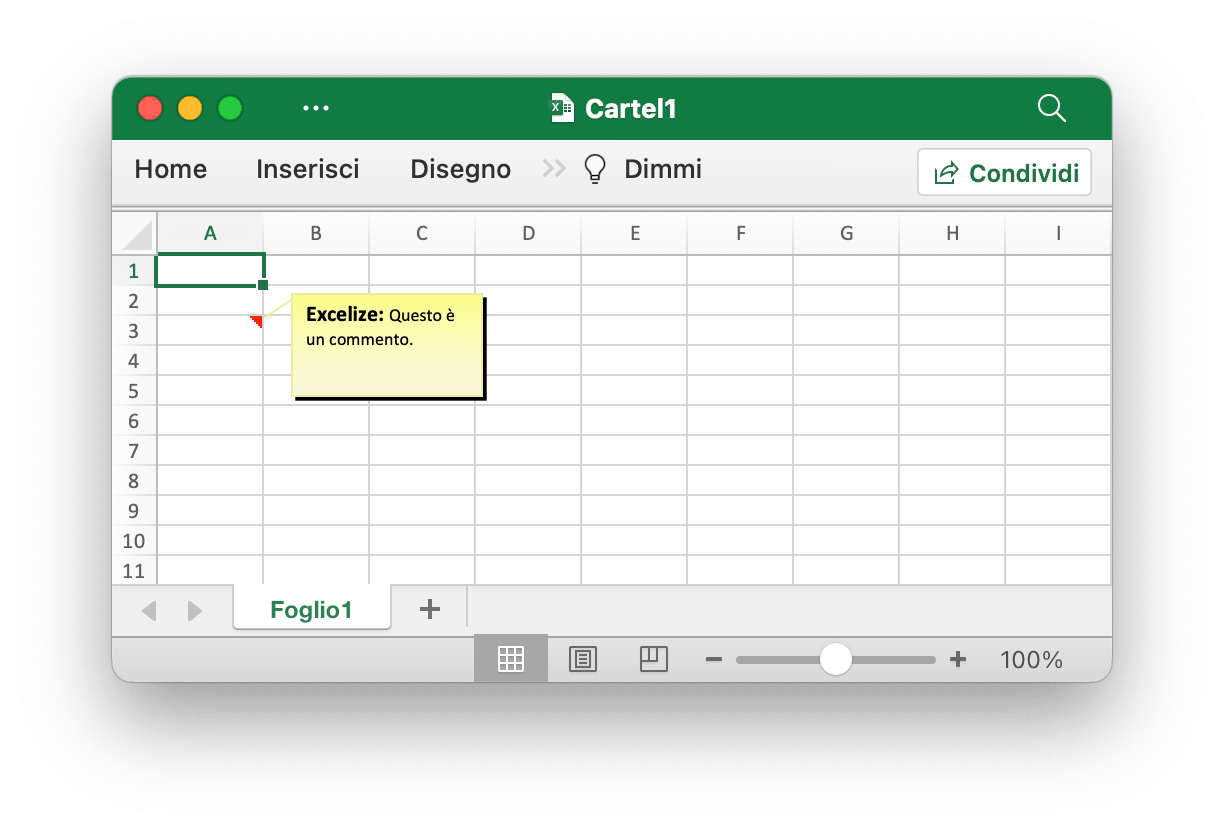 Cartel1
Home Inserisci Disegno Dimmi Condividi
A B C D E F G H I
1
2
Excelize: Questo è
3
un commento.
4
5
6
7
8
9
10
11
Foglio1
100%